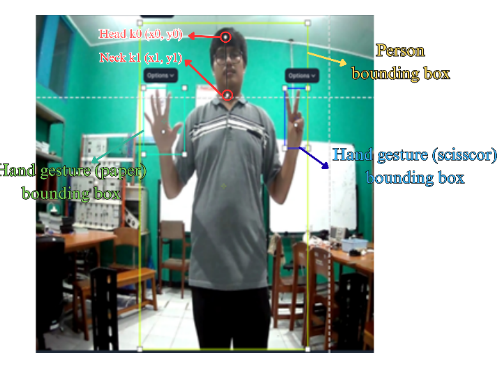 Head k0 (x0, y0)
Neck k1 (x1, y1)
Options
Options
Person
bounding box
Hand gesture (paper)
bounding box
Hand gesture (scisscor)
bounding box